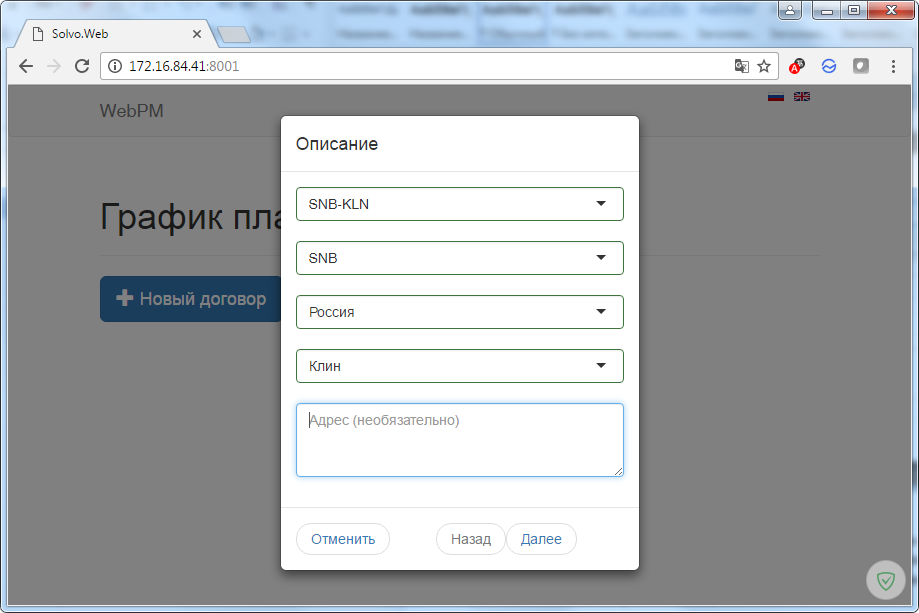 Solvo.Web
172.16.84.41:8001
WebPM
Описание
SNB-KLN
График пла
SNB
Новый договор
Россия
Клин
Адрес (необязательно)
Отменить
Назад
Далее